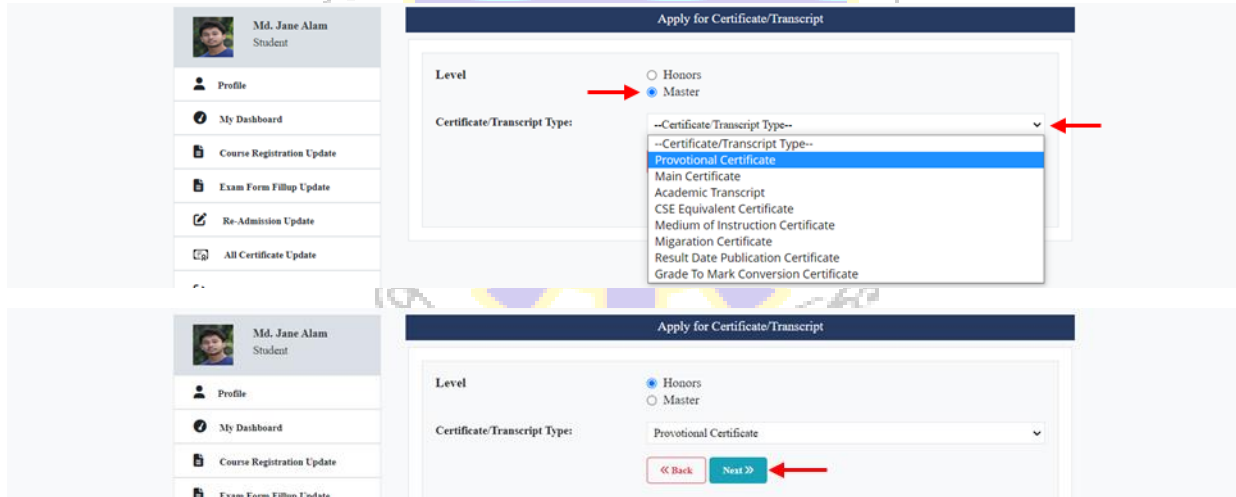 Apply for Certificate/Transcript
Md. Jane Alam
Student
Profile
My Dashboard
Course Registration Update
Exam Form Fillup Update
Re-Admission Update
All Certificate Update
Level
Honors
Master
Certificate/Transcript Type:
--Certificate/Transcript Type--
--Certificate/Transcript Type--
Provotional Certificate
Main Certificate
Academic Transcript
CSE Equivalent Certificate
Medium of Instruction Certificate
Migaration Certificate
Result Date Publication Certificate
Grade To Mark Conversion Certificate
Apply for Certificate/Transcript
Md. Jane Alam
Student
Profile
My Dashboard
Course Registration Update
Exam Form Fillup Update
Level
Honors
Master
Certificate/Transcript Type:
Provotional Certificate
« Back
Next »